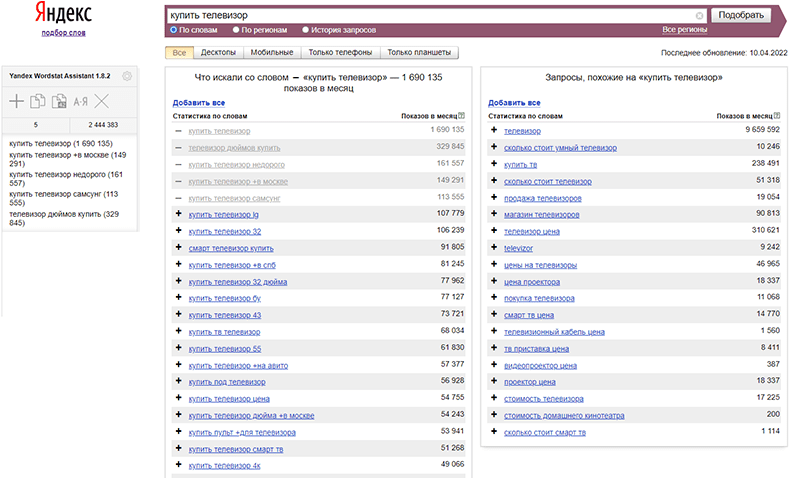 Яндекс
подбор слов
купить телевизор
Подобрать
По словам По регионам История запросов Все регионы
Все Десктопы Мобильные Только телефоны Только планшеты
Последнее обновление: 10.04.2022
Yandex Wordstat Assistant 1.8.2
А-Я
5 2 444 383
купить телевизор (1 690 135)
купить телевизор +в москве (149
291)
купить телевизор недорого (161
557)
купить телевизор самсунг (113
555)
телевизор дюймов купить (329
845)
Что искали со словом – «купить телевизор» — 1 690 135
показов в месяц
Добавить все
Статистика по словам Показов в месяц ?
– купить телевизор 1 690 135
– телевизор дюймов купить 329 845
– купить телевизор недорого 161 557
– купить телевизор +в москве 149 291
– купить телевизор самсунг 113 555
+ купить телевизор lg 107 779
+ купить телевизор 32 106 239
+ смарт телевизор купить 91 805
+ купить телевизор +в спб 81 245
+ купить телевизор 32 дюйма 77 962
+ купить телевизор бу 77 127
+ купить телевизор 43 73 721
+ купить тв телевизор 68 034
+ купить телевизор 55 61 830
+ купить телевизор +на авито 57 377
+ купить под телевизор 56 928
+ купить телевизор цена 54 755
+ купить телевизор дюйма +в москве 54 243
+ купить пульт +для телевизора 53 941
+ купить телевизор смарт тв 51 268
+ купить телевизор 4k 49 066
Запросы, похожие на «купить телевизор»
Добавить все
Статистика по словам Показов в месяц ?
+ телевизор 9 659 592
+ сколько стоит умный телевизор 10 246
+ купить тв 238 491
+ сколько стоит телевизор 51 318
+ продажа телевизоров 19 054
+ магазин телевизоров 90 813
+ телевизор цена 310 621
+ televizor 9 242
+ цены на телевизоры 46 965
+ цена проектора 18 337
+ покупка телевизора 11 068
+ смарт тв цена 14 770
+ телевизионный кабель цена 1 560
+ тв приставка цена 8 411
+ видеопроектор цена 387
+ проектор цена 18 337
+ стоимость телевизора 17 225
+ стоимость домашнего кинотеатра 200
+ сколько стоит смарт тв 1 114